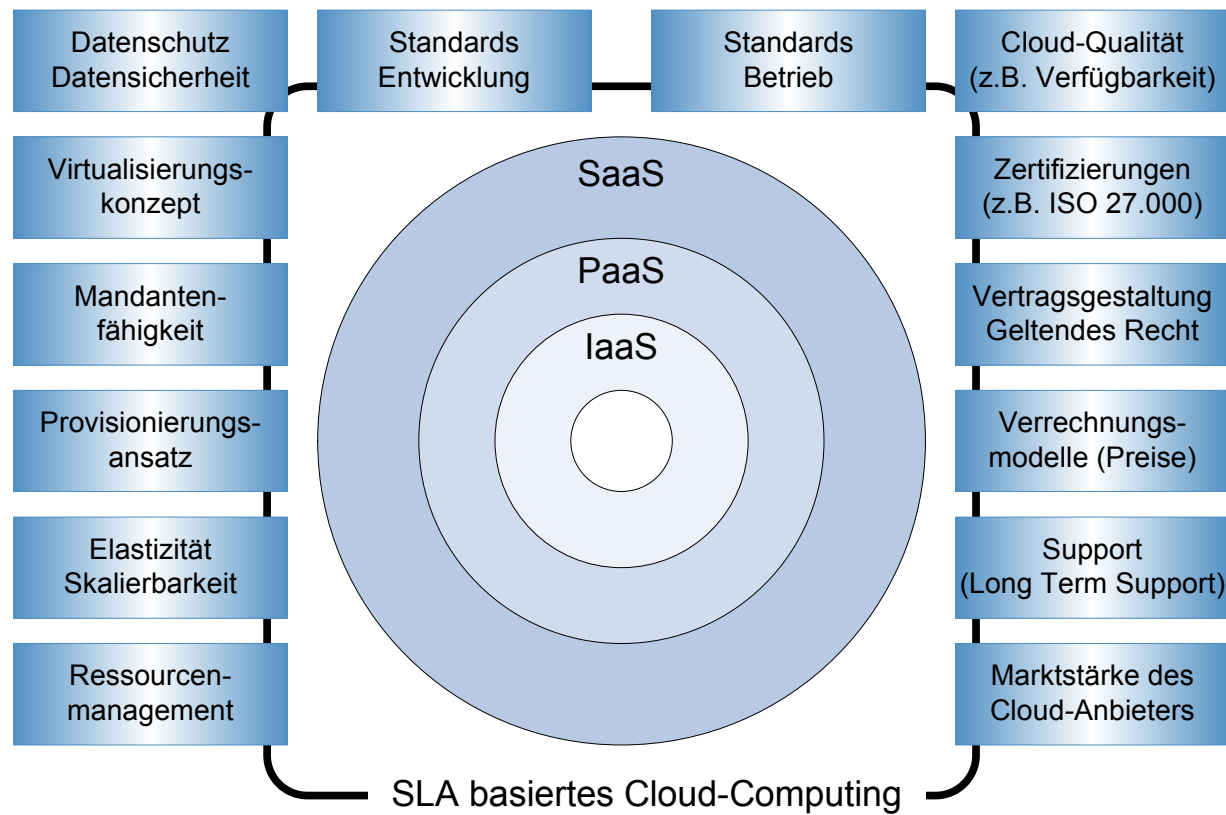 Datenschutz
Datensicherheit
Standards
Entwicklung
Standards
Betrieb
Cloud-Qualität
(z.B. Verfügbarkeit)
Virtualisierungs-
konzept
Mandanten-
fähigkeit
Provisionierungs-
ansatz
Elastizität
Skalierbarkeit
Ressourcen-
management
SaaS
PaaS
IaaS
Zertifizierungen
(z.B. ISO 27.000)
Vertragsgestaltung
Geltendes Recht
Verrechnungs-
modelle (Preise)
Support
(Long Term Support)
Marktstärke des
Cloud-Anbieters
SLA basiertes Cloud-Computing